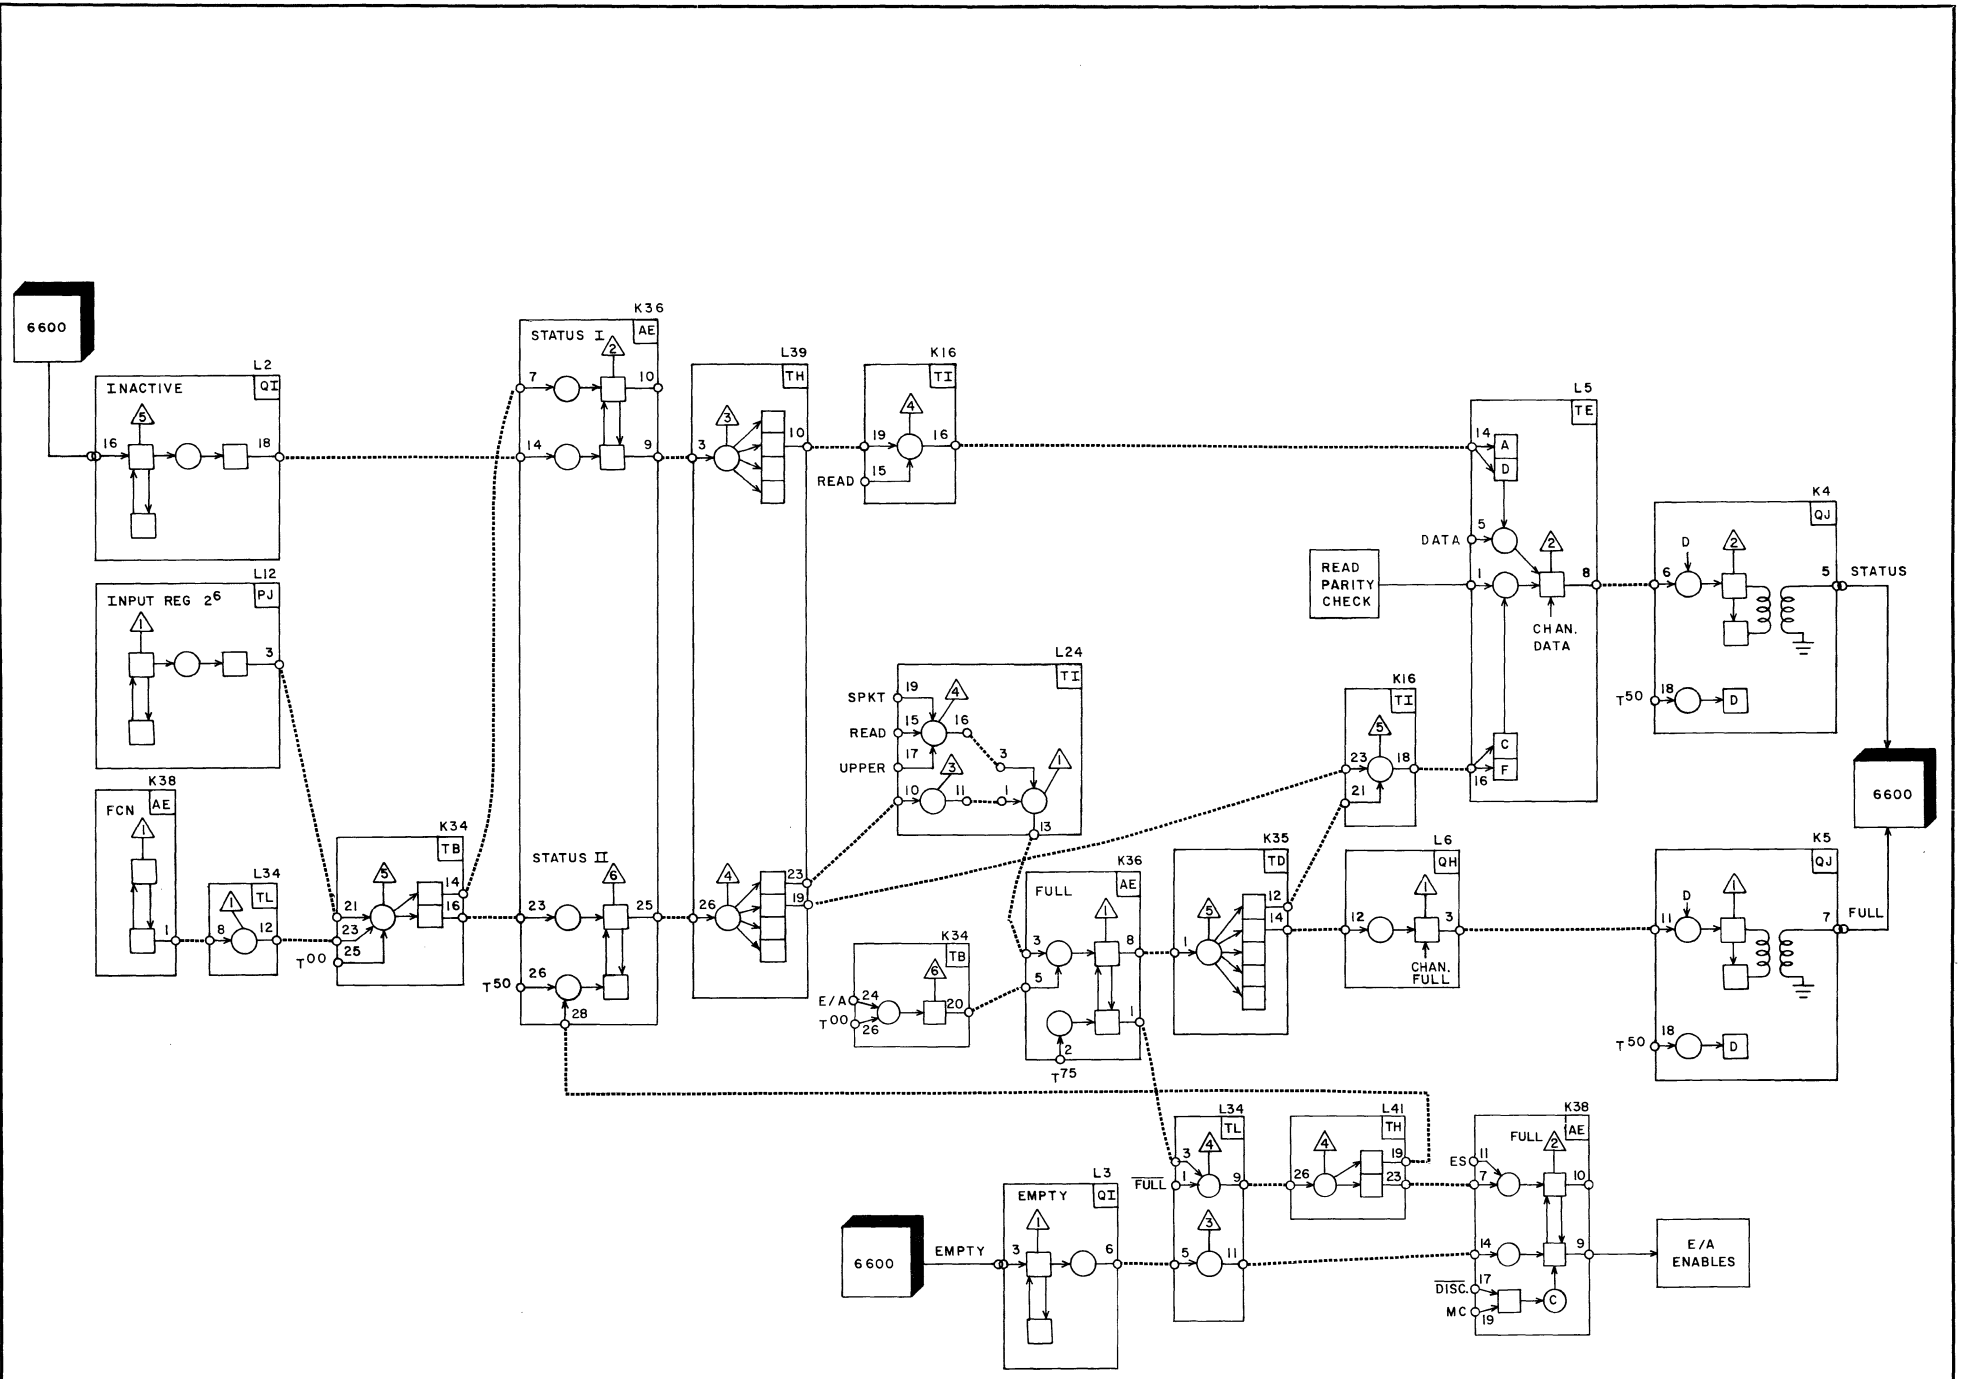 6600
L2
QI
INACTIVE
5
16
18
L12
PJ
INPUT REG 2⁶
1
3
K38
AE
FCN
1
1
L34
TL
1
8
12
K34
TB
5
21
23
25
T⁰⁰
14
16
K36
AE
STATUS I
2
7
10
14
9
STATUS II
6
23
25
T⁵⁰
26
28
L39
TH
3
3
10
4
26
23
19
K16
TI
4
19
16
15
READ
L24
TI
SPKT
19
4
READ
15
16
UPPER
17
3
3
1
10
11
1
13
K34
TB
6
E/A
24
T⁰⁰
26
20
K36
AE
FULL
1
3
8
5
1
2
T⁷⁵
K35
TD
5
1
12
14
K16
TI
5
23
18
21
L6
QH
1
12
3
CHAN.
FULL
L5
TE
14
A
D
DATA
5
2
READ
PARITY
CHECK
1
8
CHAN.
DATA
C
F
16
K4
QJ
D
2
6
5
STATUS
T⁵⁰
18
D
6600
K5
QJ
D
1
11
7
FULL
T⁵⁰
18
D
6600
EMPTY
L3
QI
EMPTY
1
3
6
L34
TL
4
3
F̅U̅L̅L̅
1
9
3
5
11
L41
TH
4
26
19
23
K38
AE
FULL
2
ES
11
7
10
14
9
D̅I̅S̅C̅.
17
MC
19
C
E/A
ENABLES